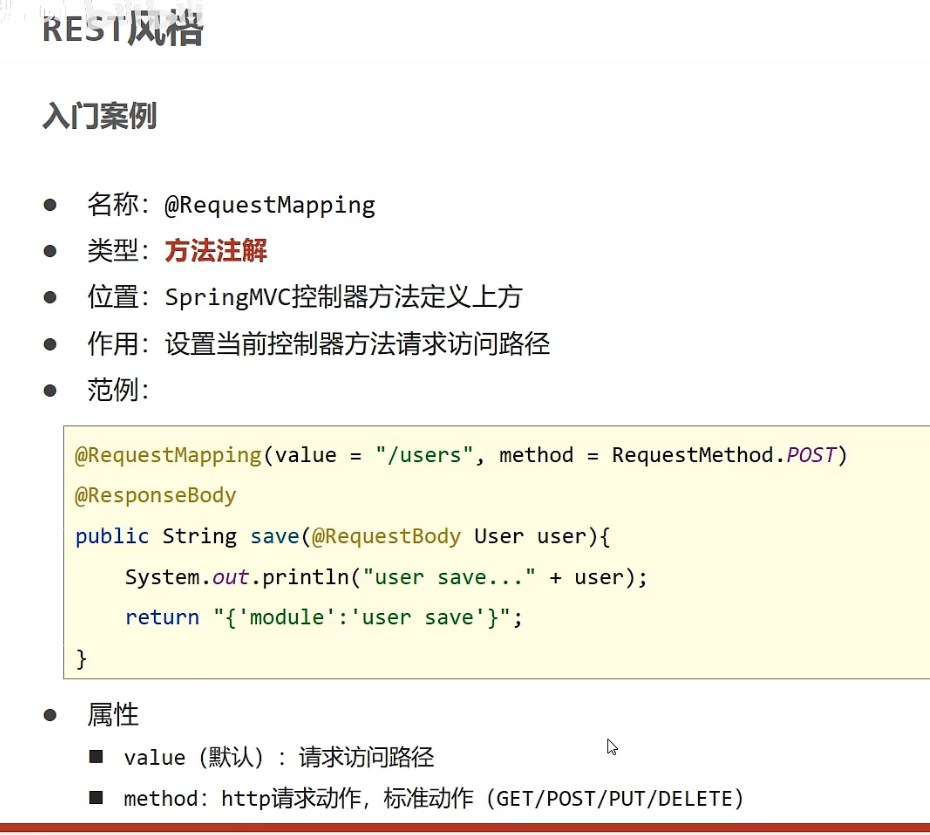 REST风格
入门案例
● 名称：@RequestMapping
● 类型：方法注解
● 位置：SpringMVC控制器方法定义上方
● 作用：设置当前控制器方法请求访问路径
● 范例：
@RequestMapping(value = "/users", method = RequestMethod.POST)
@ResponseBody
public String save(@RequestBody User user){
    System.out.println("user save..." + user);
    return "{'module':'user save'}";
}
● 属性
■ value（默认）：请求访问路径
■ method：http请求动作，标准动作（GET/POST/PUT/DELETE）